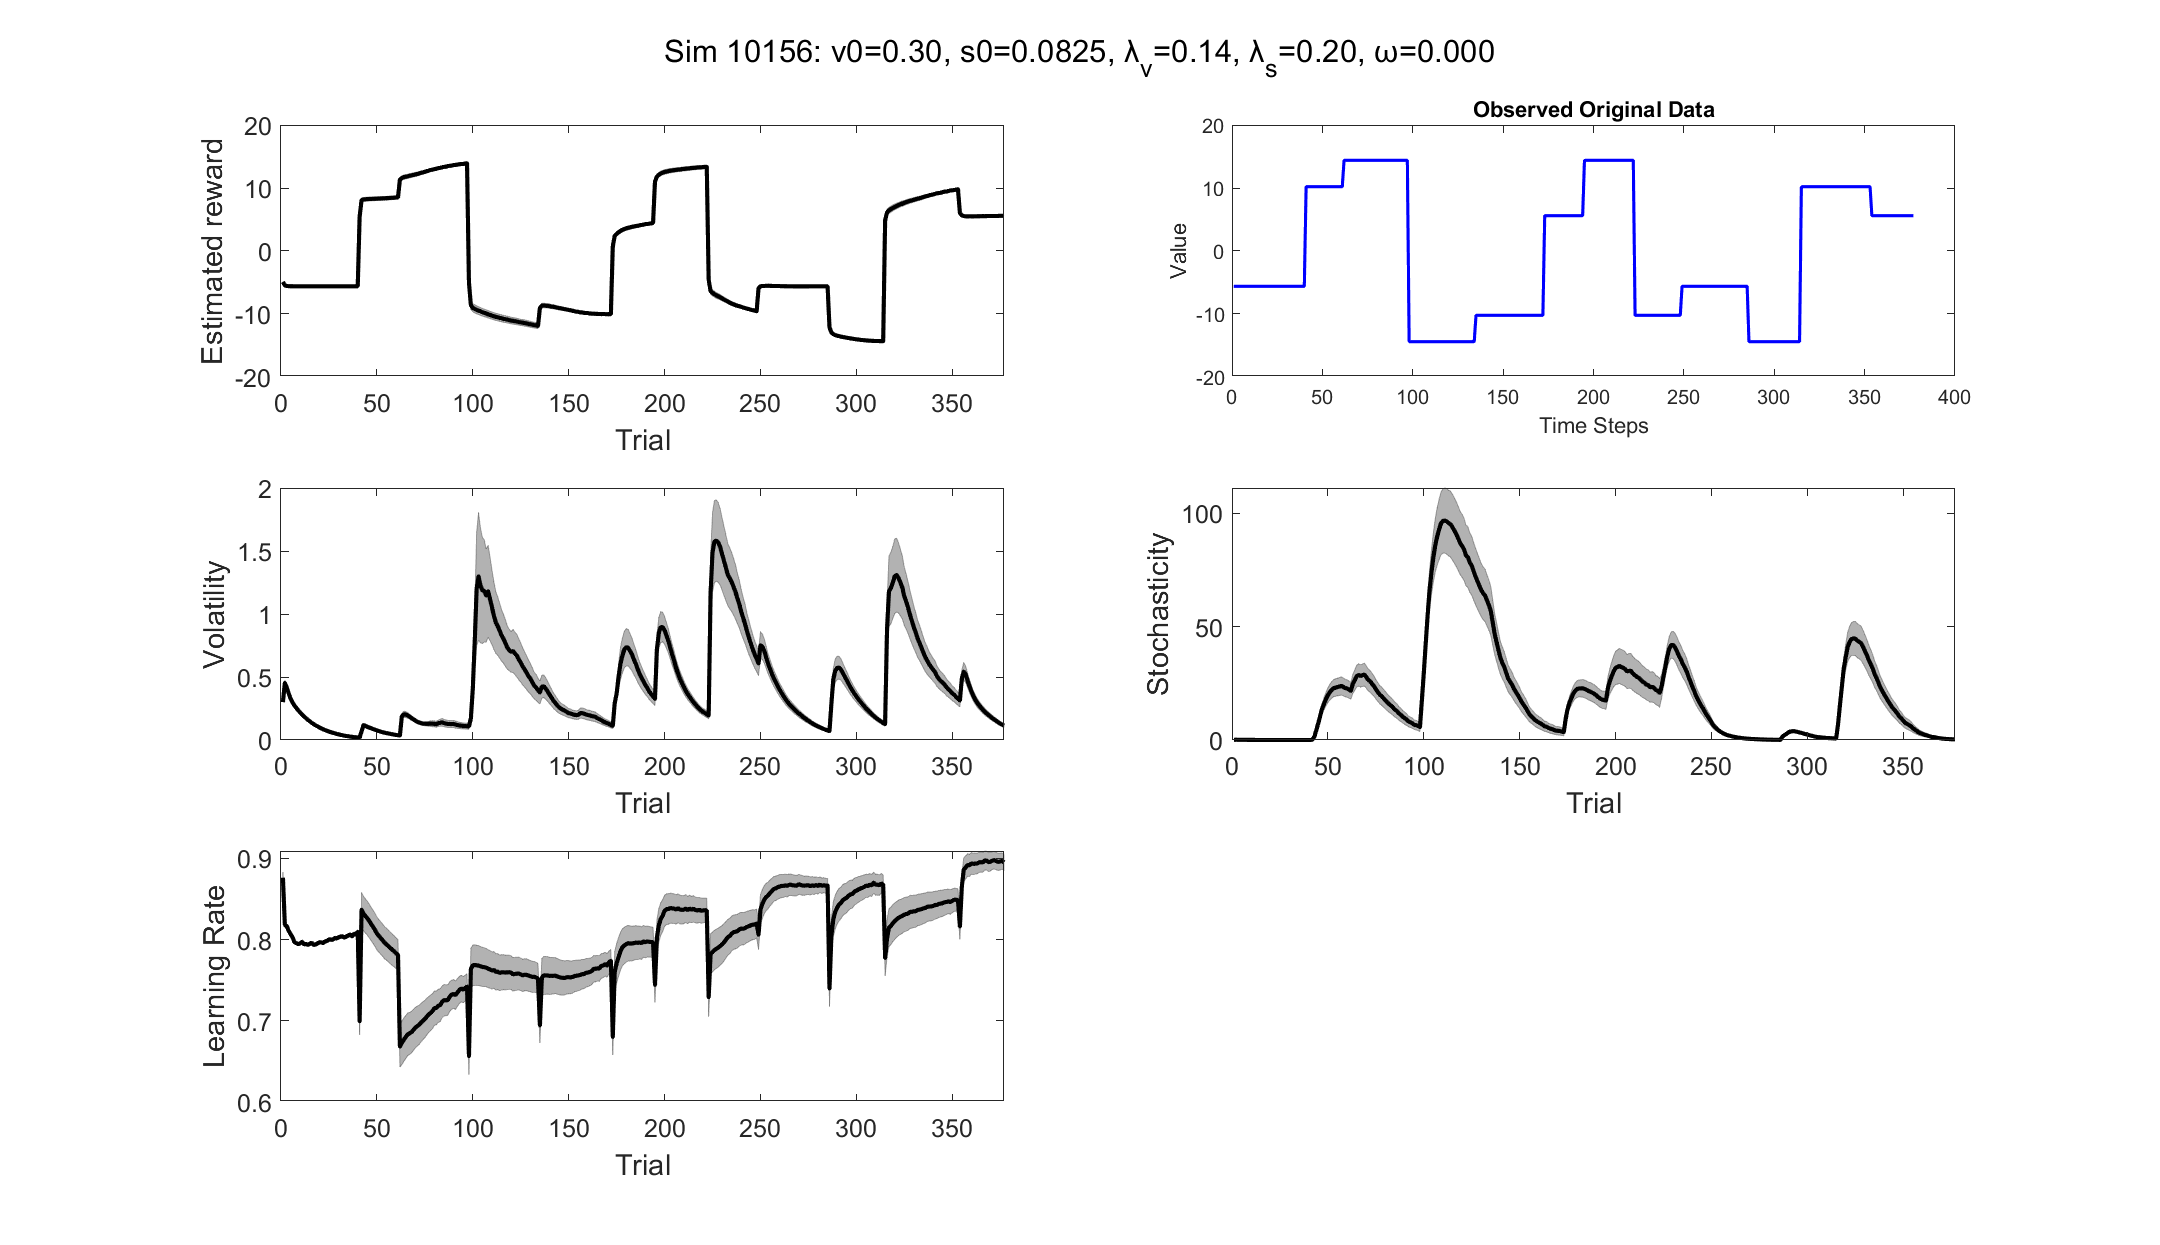 Sim 10156: v0=0.30, s0=0.0825, λv=0.14, λs=0.20, ω=0.000
Estimated reward
20
10
0
-10
-20
0 50 100 150 200 250 300 350
Trial
Observed Original Data
Value
20
10
0
-10
-20
0 50 100 150 200 250 300 350 400
Time Steps
Volatility
2
1.5
1
0.5
0
0 50 100 150 200 250 300 350
Trial
Stochasticity
100
50
0
0 50 100 150 200 250 300 350
Trial
Learning Rate
0.9
0.8
0.7
0.6
0 50 100 150 200 250 300 350
Trial